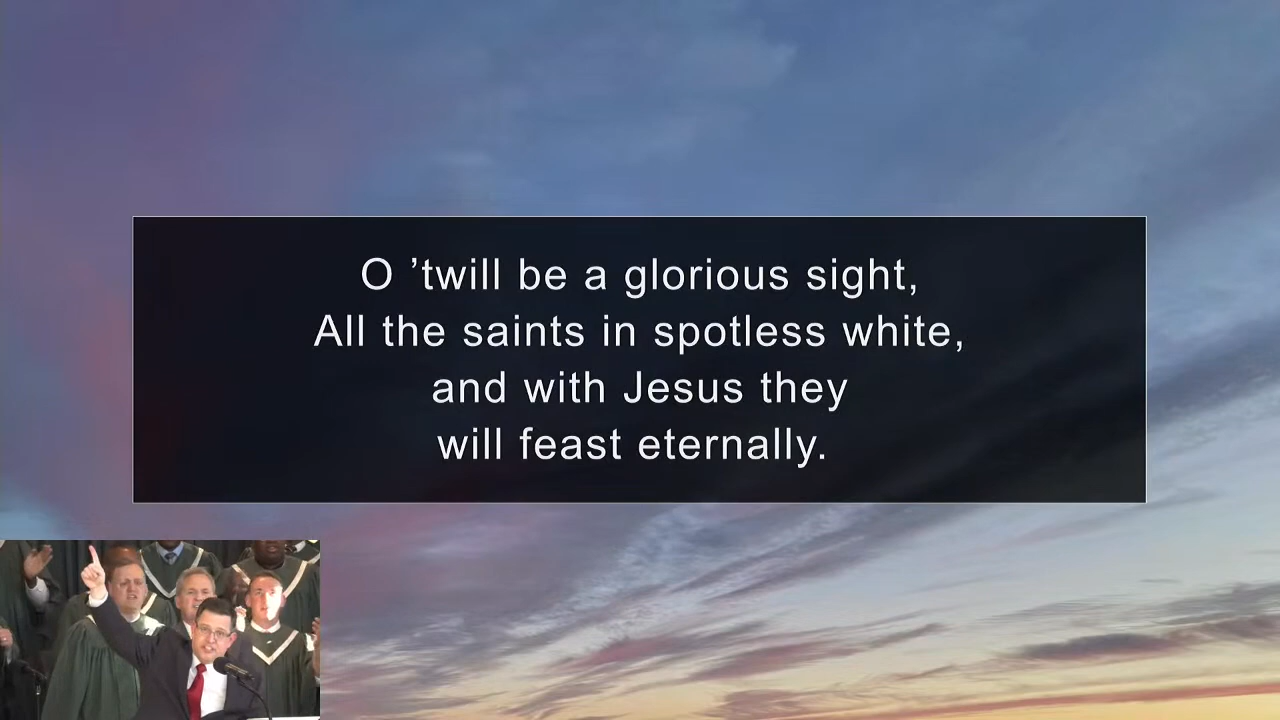 O ’twill be a glorious sight,
All the saints in spotless white,
and with Jesus they
will feast eternally.